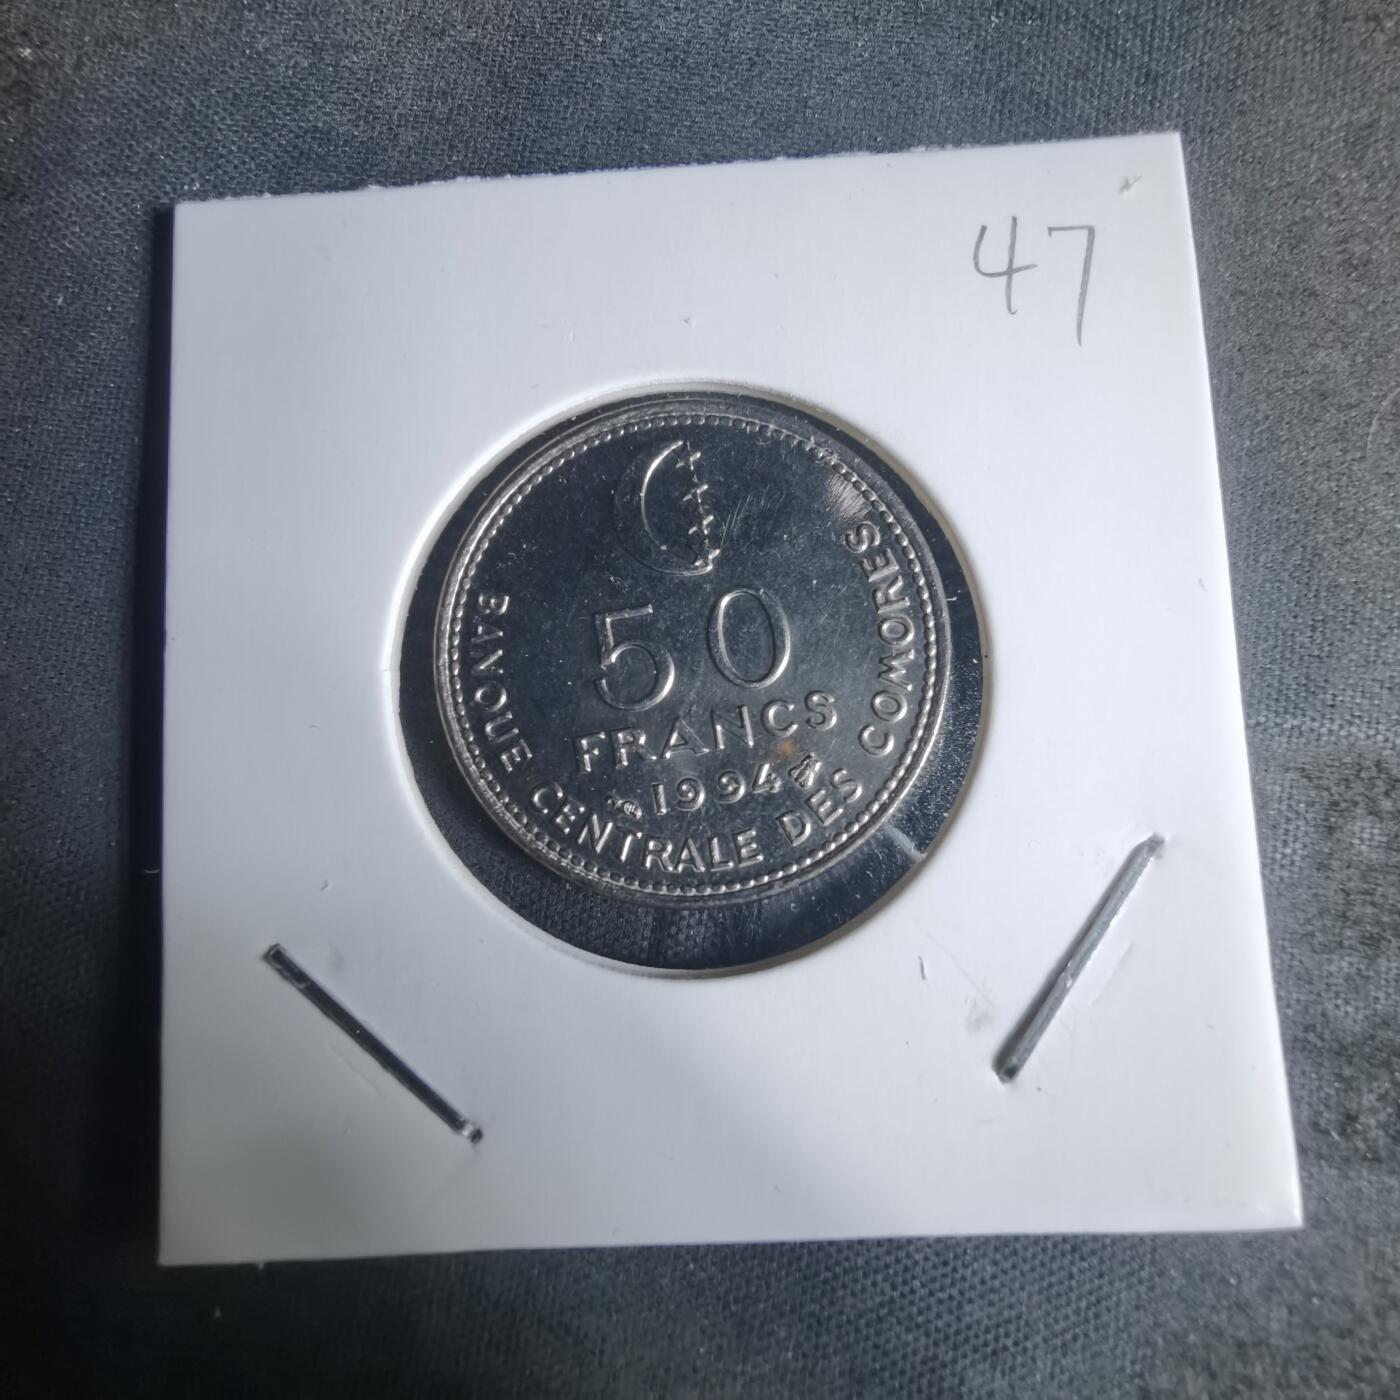 47
50
FRANCS
1994
BANQUE CENTRALE DES COMORES